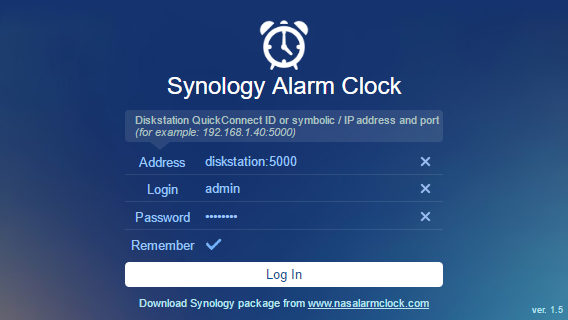 Synology Alarm Clock
Diskstation QuickConnect ID or symbolic / IP address and port
(for example: 192.168.1.40:5000)
Address diskstation:5000
Login admin
Password ••••••••
Remember
Log In
Download Synology package from www.nasalarmclock.com
ver. 1.5